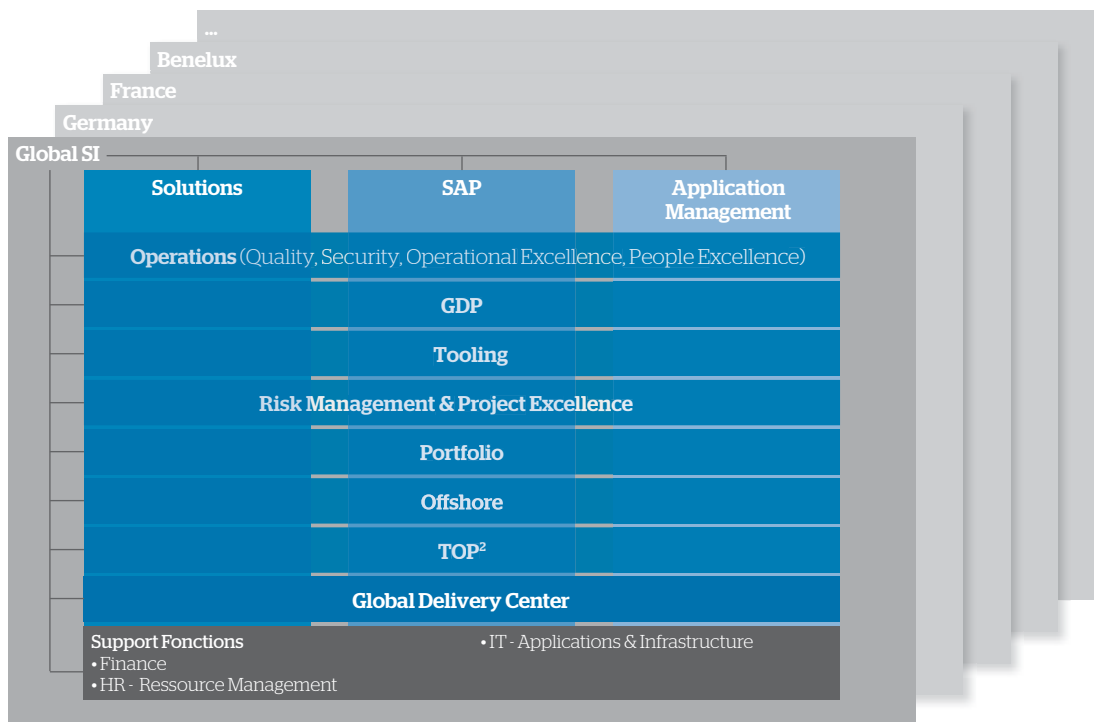 ...
Benelux
France
Germany
Global SI
Solutions
SAP
Application
Management
Operations (Quality, Security, Operational Excellence, People Excellence)
GDP
Tooling
Risk Management & Project Excellence
Portfolio
Offshore
TOP²
Global Delivery Center
Support Fonctions
• Finance
• HR - Ressource Management
• IT - Applications & Infrastructure